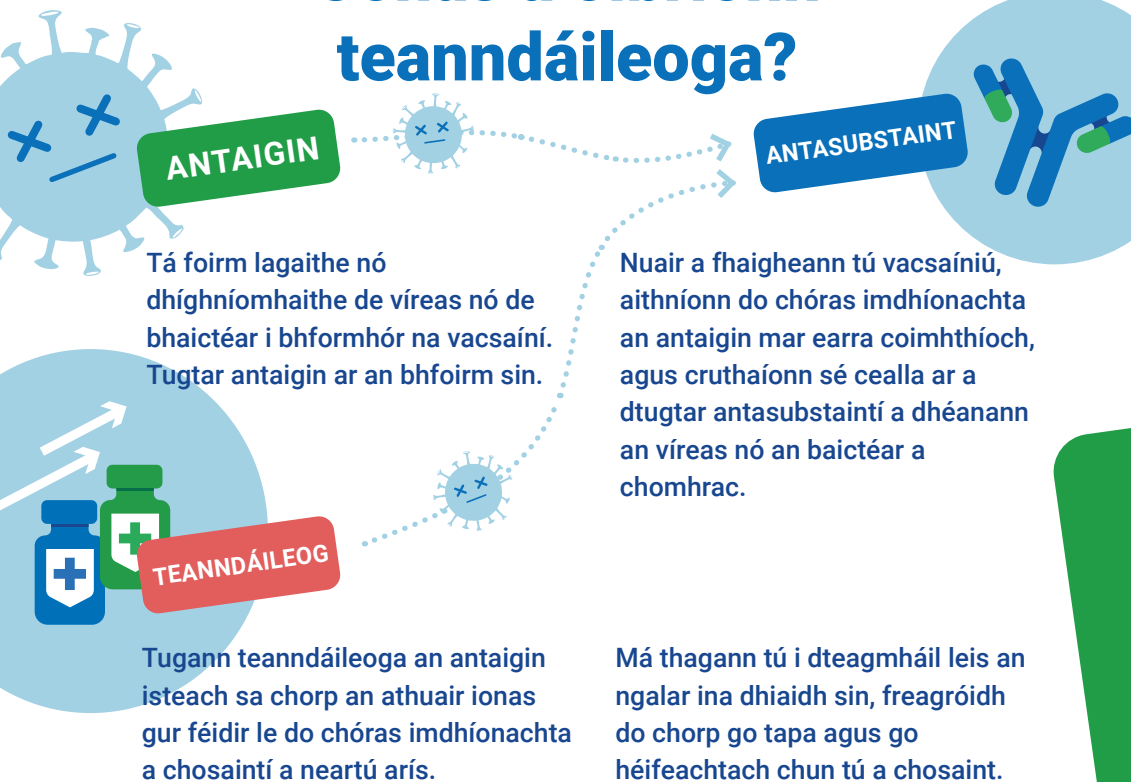 teanndáileoga?
ANTAIGIN
ANTASUBSTAINT
Tá foirm lagaithe nó
dhíghníomhaithe de víreas nó de
bhaictéar i bhformhór na vacsaíní.
Tugtar antaigin ar an bhfoirm sin.
Nuair a fhaigheann tú vacsaíniú,
aithníonn do chóras imdhíonachta
an antaigin mar earra coimhthíoch,
agus cruthaíonn sé cealla ar a
dtugtar antasubstaintí a dhéanann
an víreas nó an baictéar a
chomhrac.
TEANNDÁILEOG
Tugann teanndáileoga an antaigin
isteach sa chorp an athuair ionas
gur féidir le do chóras imdhíonachta
a chosaintí a neartú arís.
Má thagann tú i dteagmháil leis an
ngalar ina dhiaidh sin, freagróidh
do chorp go tapa agus go
héifeachtach chun tú a chosaint.